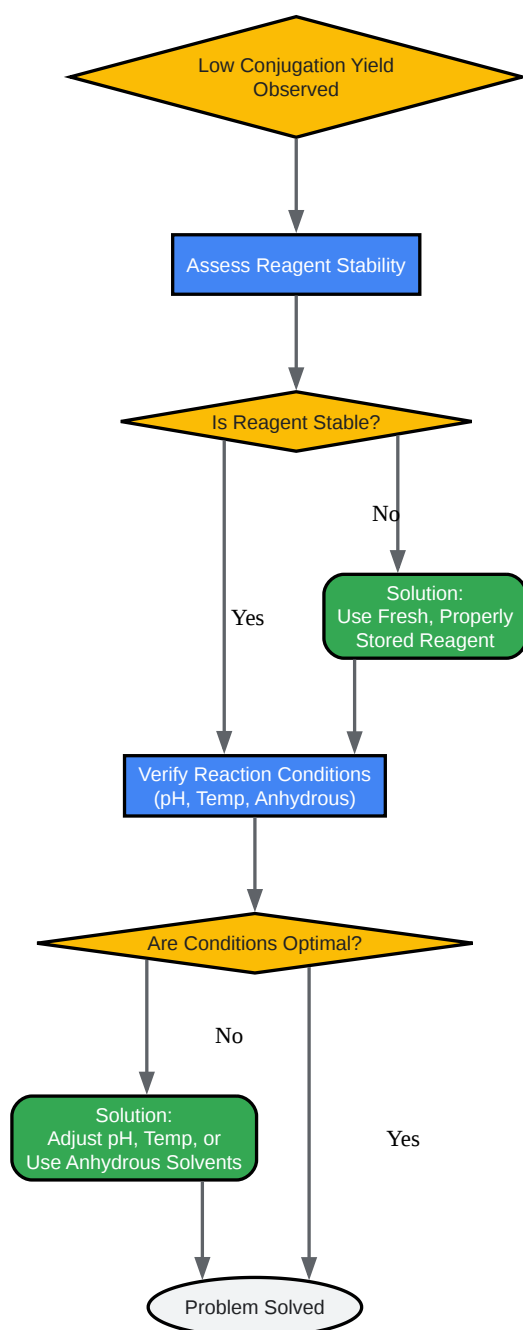 Low Conjugation Yield
Observed
Assess Reagent Stability
Is Reagent Stable?
No
Solution:
Use Fresh, Properly
Stored Reagent
Yes
Verify Reaction Conditions
(pH, Temp, Anhydrous)
Are Conditions Optimal?
No
Solution:
Adjust pH, Temp, or
Use Anhydrous Solvents
Yes
Problem Solved